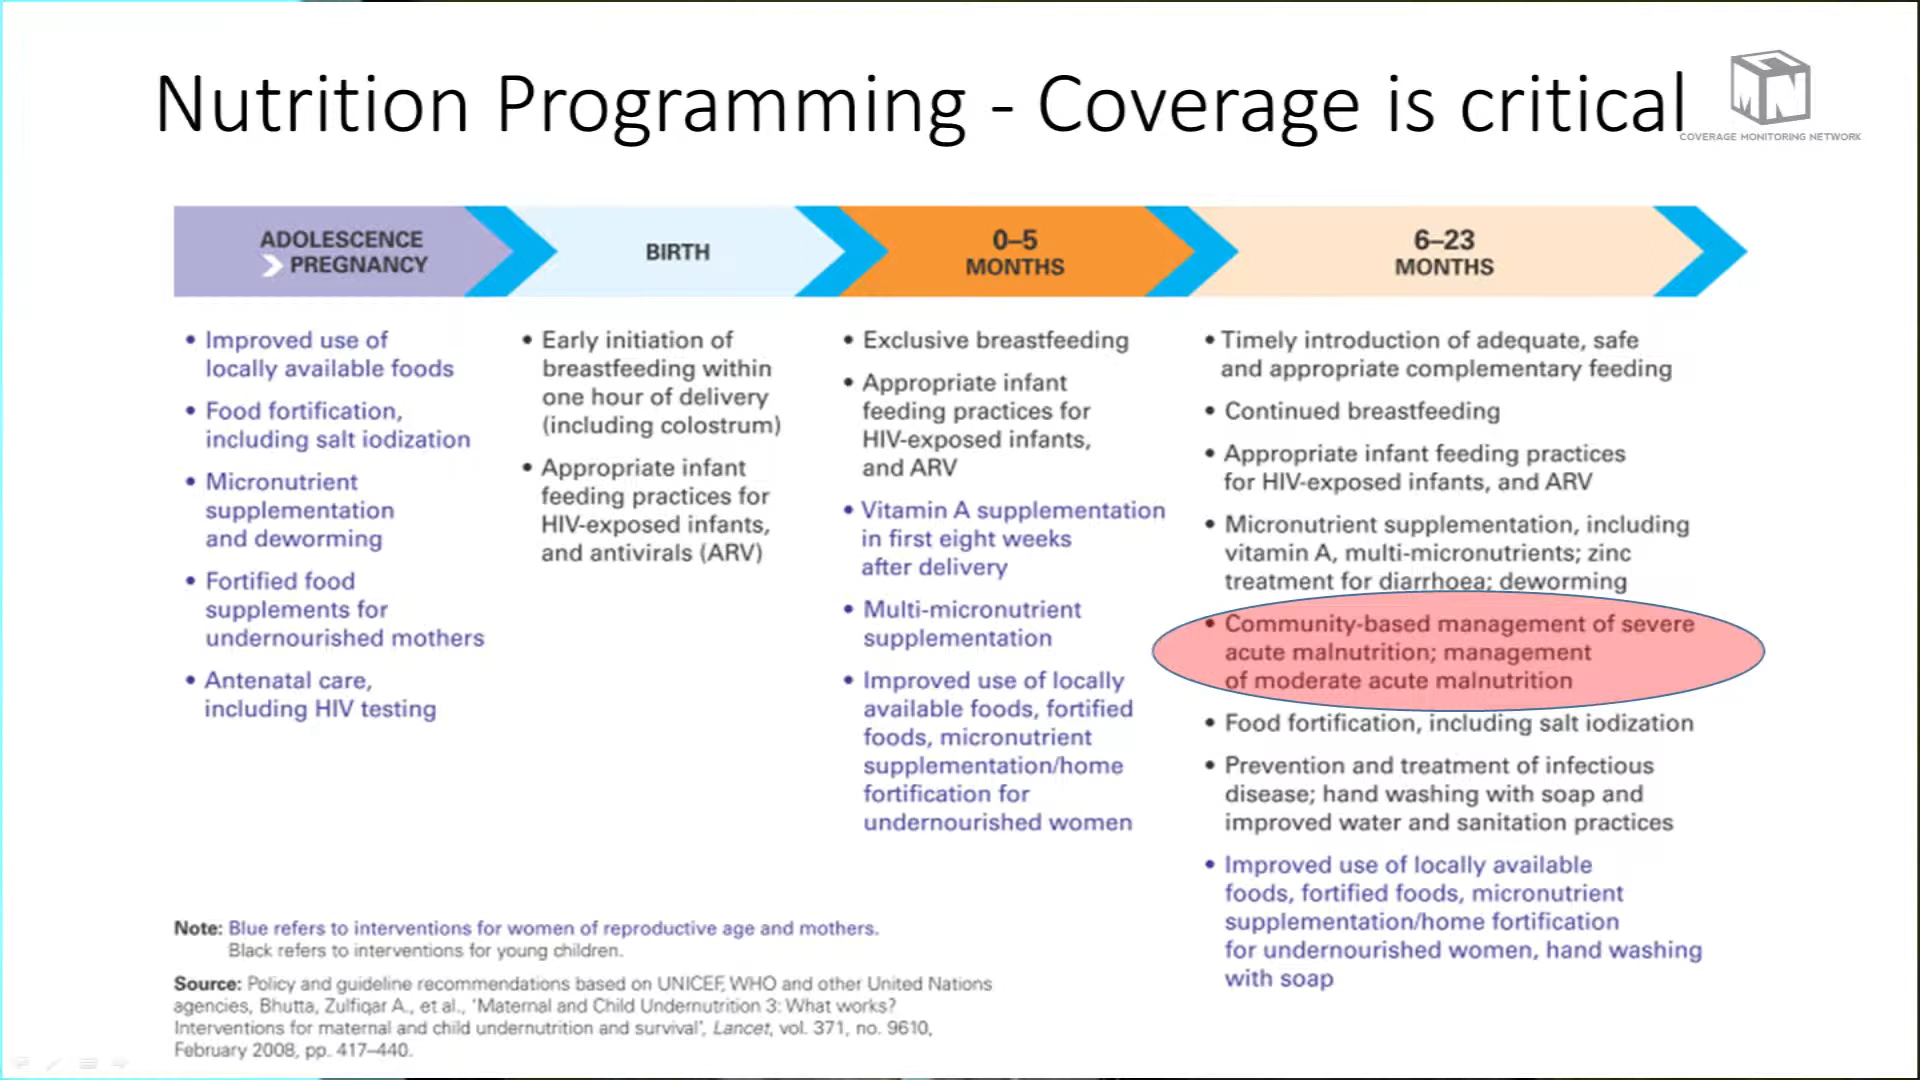 Nutrition Programming - Coverage is critical
COVERAGE MONITORING NETWORK
ADOLESCENCE
PREGNANCY
BIRTH
0–5
MONTHS
6–23
MONTHS
• Improved use of
locally available foods
• Food fortification,
including salt iodization
• Micronutrient
supplementation
and deworming
• Fortified food
supplements for
undernourished mothers
• Antenatal care,
including HIV testing
• Early initiation of
breastfeeding within
one hour of delivery
(including colostrum)
• Appropriate infant
feeding practices for
HIV-exposed infants,
and antivirals (ARV)
• Exclusive breastfeeding
• Appropriate infant
feeding practices for
HIV-exposed infants,
and ARV
• Vitamin A supplementation
in first eight weeks
after delivery
• Multi-micronutrient
supplementation
• Improved use of locally
available foods, fortified
foods, micronutrient
supplementation/home
fortification for
undernourished women
• Timely introduction of adequate, safe
and appropriate complementary feeding
• Continued breastfeeding
• Appropriate infant feeding practices
for HIV-exposed infants, and ARV
• Micronutrient supplementation, including
vitamin A, multi-micronutrients; zinc
treatment for diarrhoea; deworming
• Community-based management of severe
acute malnutrition; management
of moderate acute malnutrition
• Food fortification, including salt iodization
• Prevention and treatment of infectious
disease; hand washing with soap and
improved water and sanitation practices
• Improved use of locally available
foods, fortified foods, micronutrient
supplementation/home fortification
for undernourished women, hand washing
with soap
Note: Blue refers to interventions for women of reproductive age and mothers.
Black refers to interventions for young children.
Source: Policy and guideline recommendations based on UNICEF, WHO and other United Nations
agencies, Bhutta, Zulfiqar A., et al., ‘Maternal and Child Undernutrition 3: What works?
Interventions for maternal and child undernutrition and survival’, Lancet, vol. 371, no. 9610,
February 2008, pp. 417–440.